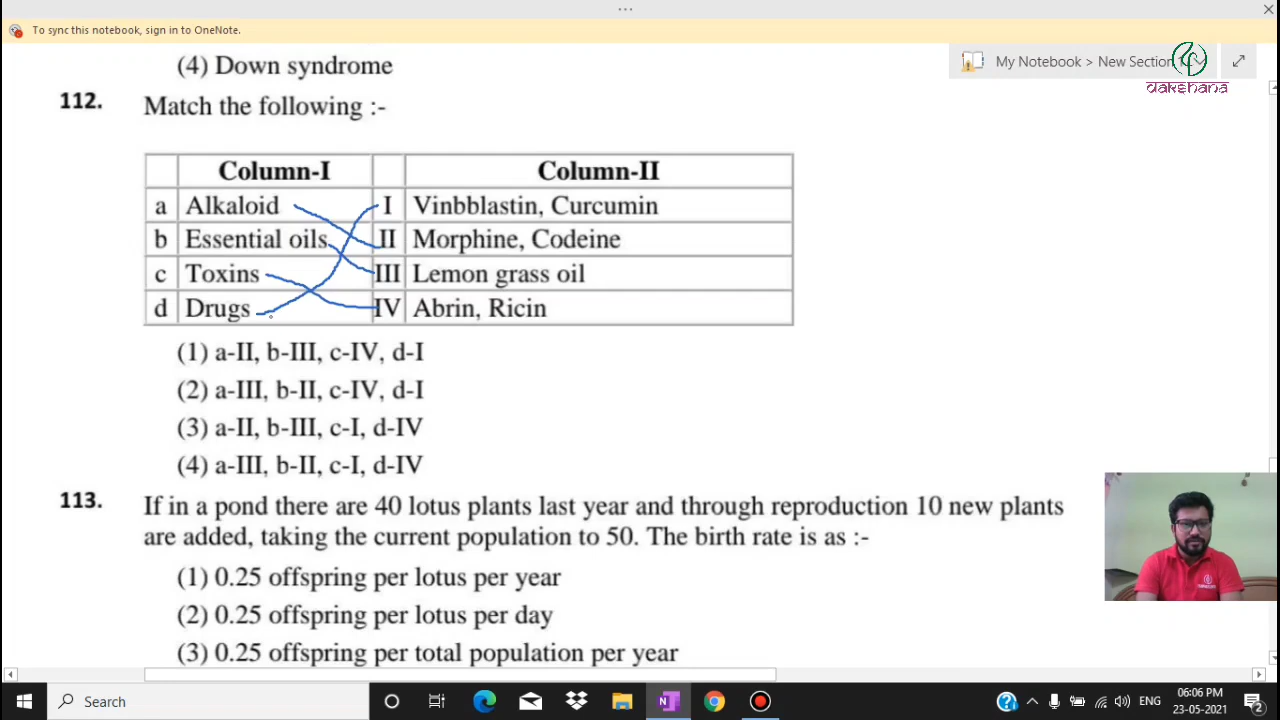 To sync this notebook, sign in to OneNote.
My Notebook > New Section 1
Dakshana
(4) Down syndrome
112. Match the following :-
Column-I Column-II
a Alkaloid I Vinbblastin, Curcumin
b Essential oils II Morphine, Codeine
c Toxins III Lemon grass oil
d Drugs IV Abrin, Ricin
(1) a-II, b-III, c-IV, d-I
(2) a-III, b-II, c-IV, d-I
(3) a-II, b-III, c-I, d-IV
(4) a-III, b-II, c-I, d-IV
113. If in a pond there are 40 lotus plants last year and through reproduction 10 new plants
are added, taking the current population to 50. The birth rate is as :-
(1) 0.25 offspring per lotus per year
(2) 0.25 offspring per lotus per day
(3) 0.25 offspring per total population per year
Search
ENG
06:06 PM
23-05-2021
2